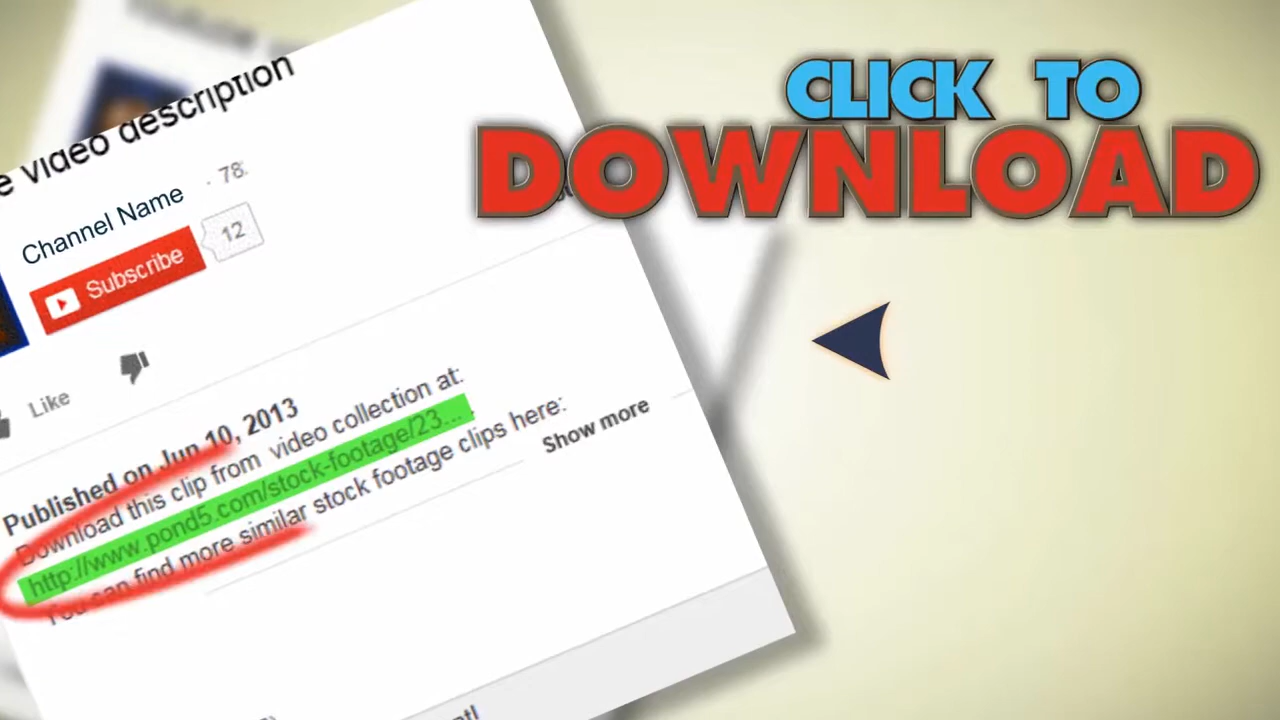 CLICK TO
DOWNLOAD
e video description
Channel Name · 78
Subscribe 12
Like
Published on Jun 10, 2013
Download this clip from video collection at:
http://www.pond5.com/stock-footage/23...
You can find more similar stock footage clips here:
Show more